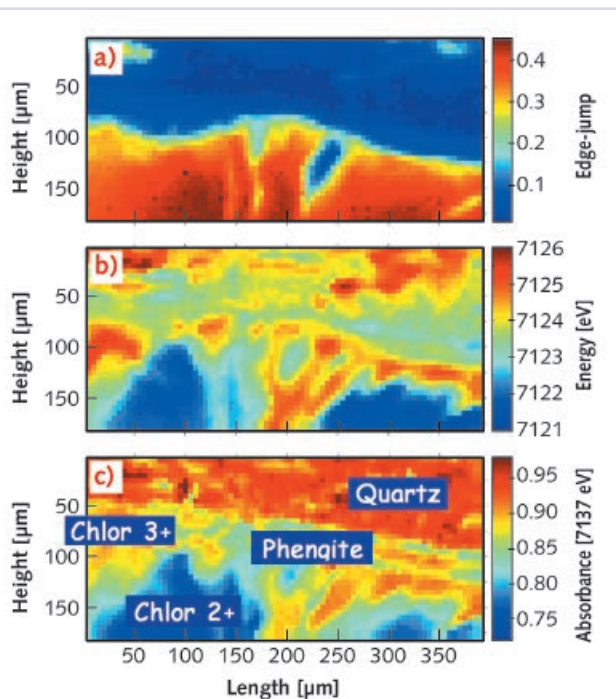 a)
Height [µm]
50
100
150
0.4
0.3
0.2
0.1
Edge-jump
b)
Height [µm]
50
100
150
7126
7125
7124
7123
7122
7121
Energy [eV]
c)
Height [µm]
50
100
150
Quartz
Chlor 3+
Phengite
Chlor 2+
0.95
0.90
0.85
0.80
0.75
Absorbance [7137 eV]
50 100 150 200 250 300 350
Length [µm]